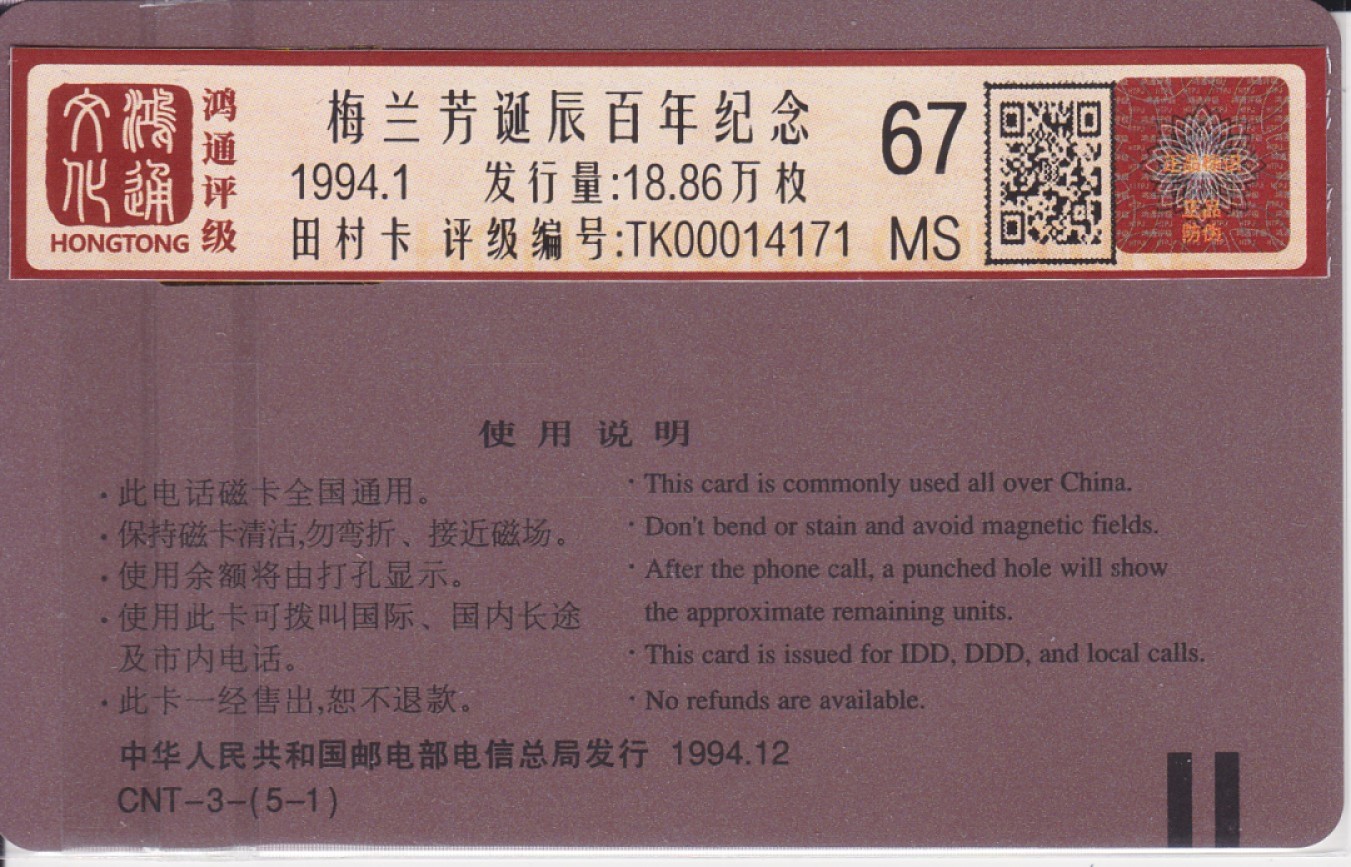 鸿通文化
HONGTONG
鸿通评级
梅兰芳诞辰百年纪念
1994.1 发行量:18.86万枚
田村卡 评级编号:TK00014171
67
MS
正品
防伪
使用说明
·此电话磁卡全国通用。
·保持磁卡清洁,勿弯折、接近磁场。
·使用余额将由打孔显示。
·使用此卡可拨叫国际、国内长途
及市内电话。
·此卡一经售出,恕不退款。
·This card is commonly used all over China.
·Don't bend or stain and avoid magnetic fields.
·After the phone call, a punched hole will show
the approximate remaining units.
·This card is issued for IDD, DDD, and local calls.
·No refunds are available.
中华人民共和国邮电部电信总局发行 1994.12
CNT-3-(5-1)